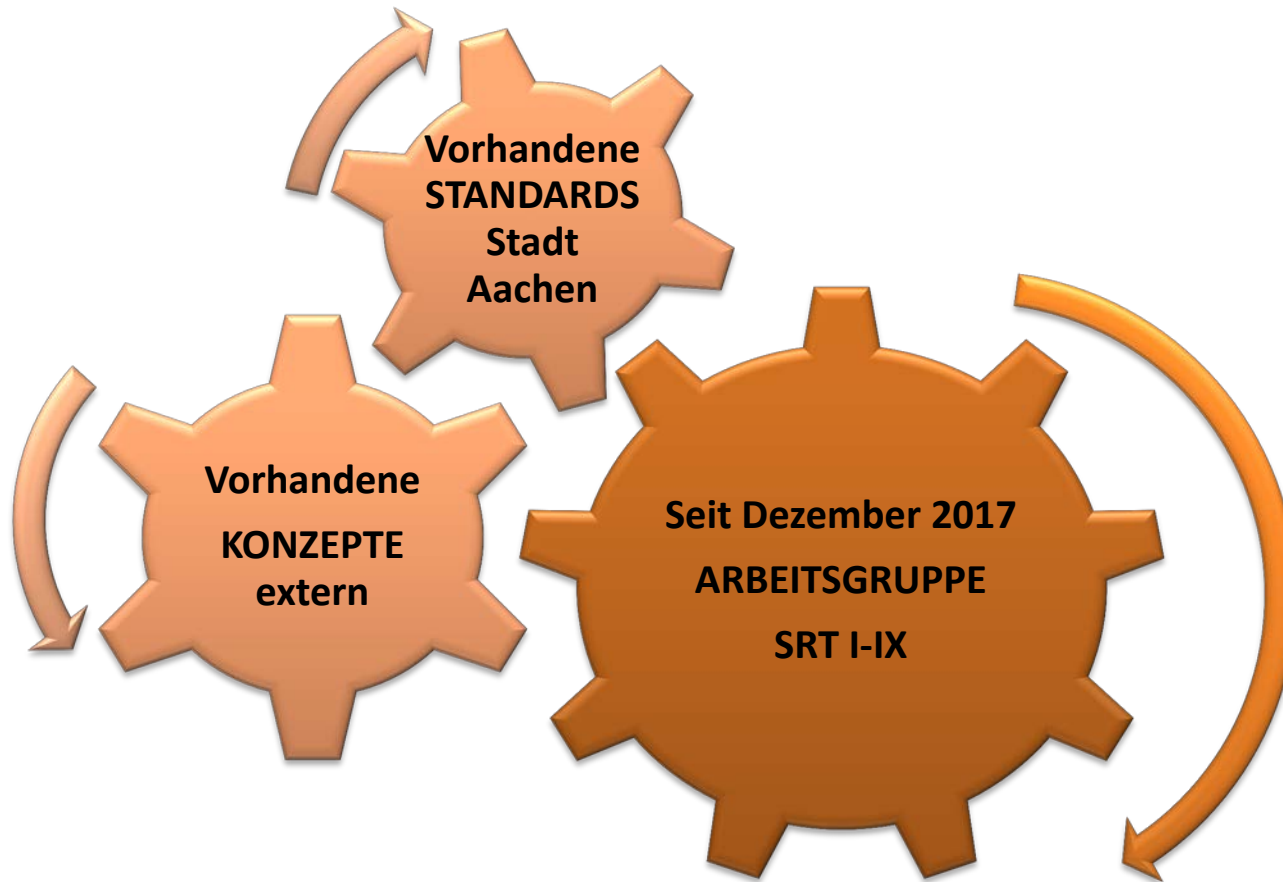 Vorhandene
STANDARDS
Stadt
Aachen
Vorhandene
KONZEPTE
extern
Seit Dezember 2017
ARBEITSGRUPPE
SRT I-IX